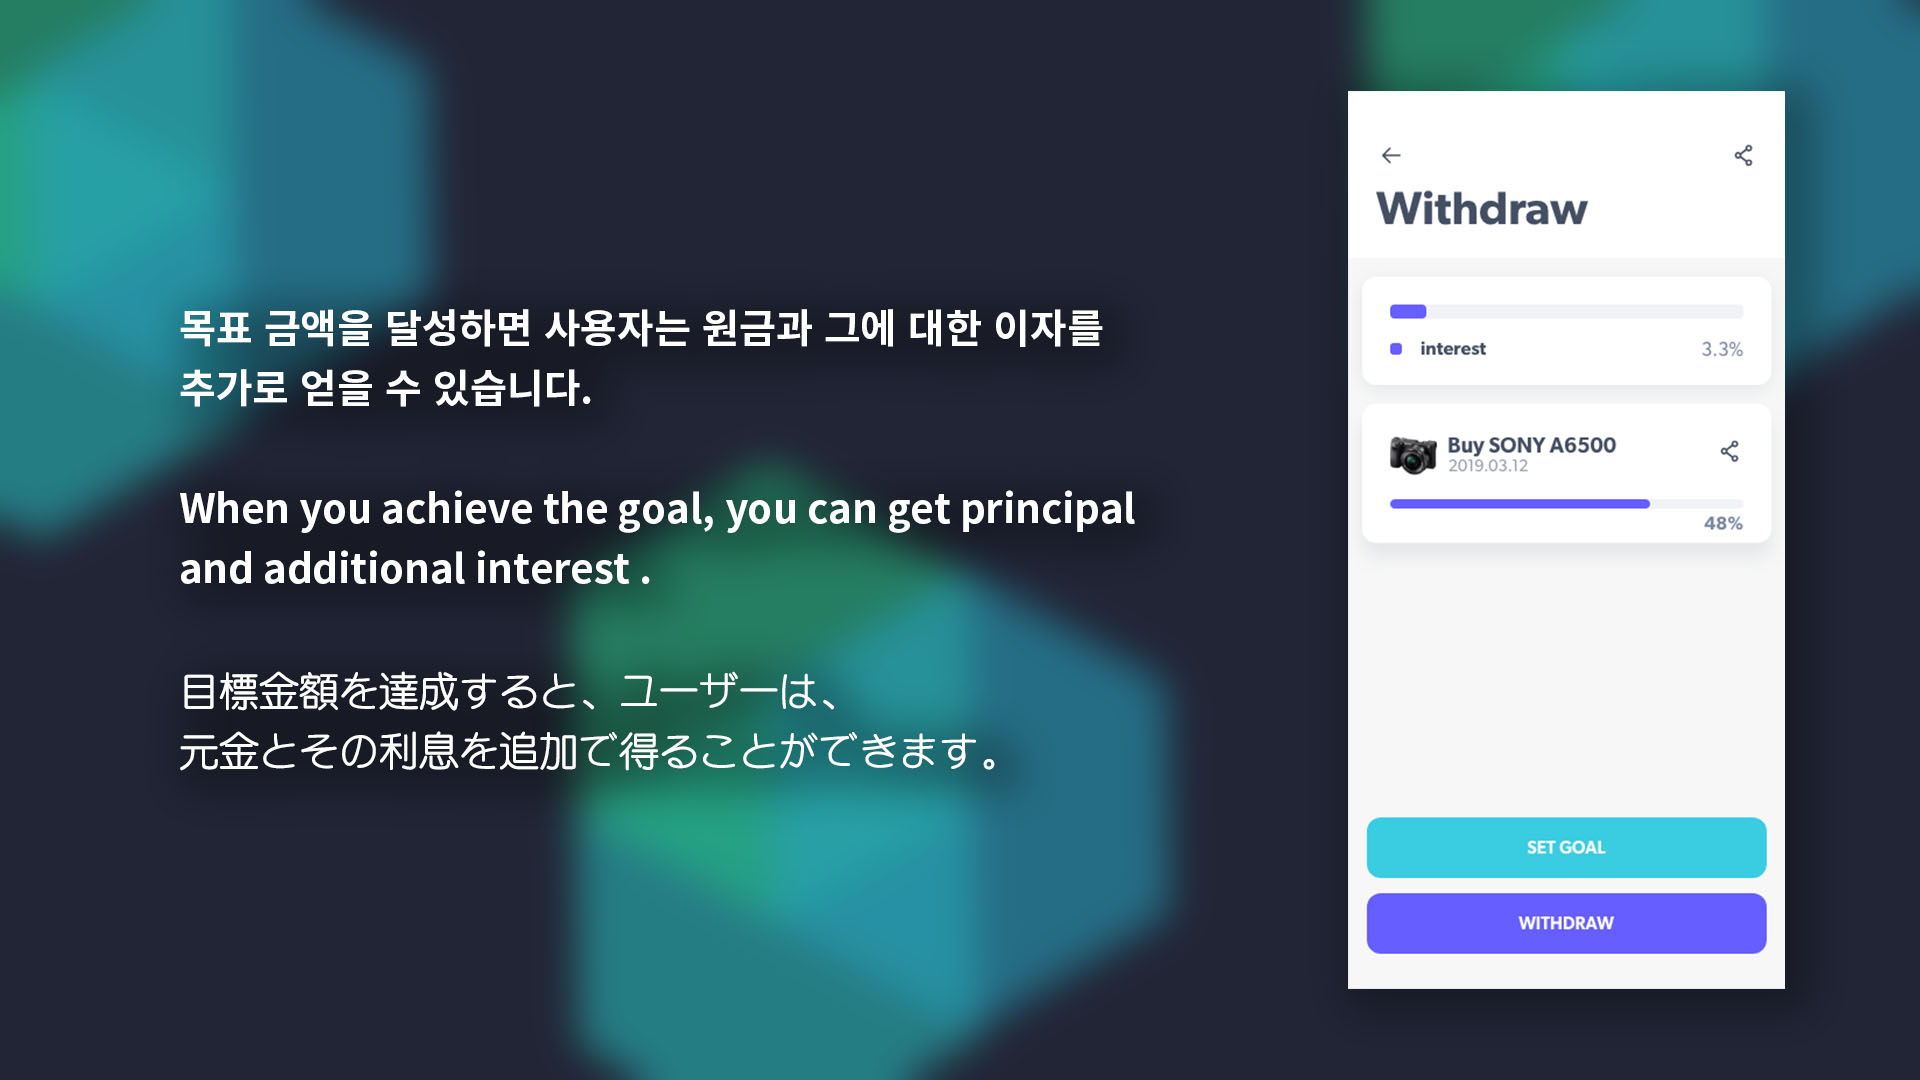 목표 금액을 달성하면 사용자는 원금과 그에 대한 이자를
추가로 얻을 수 있습니다.
When you achieve the goal, you can get principal
and additional interest .
目標金額を達成すると、ユーザーは、
元金とその利息を追加で得ることができます。
Withdraw
interest 3.3%
Buy SONY A6500
2019.03.12
48%
SET GOAL
WITHDRAW